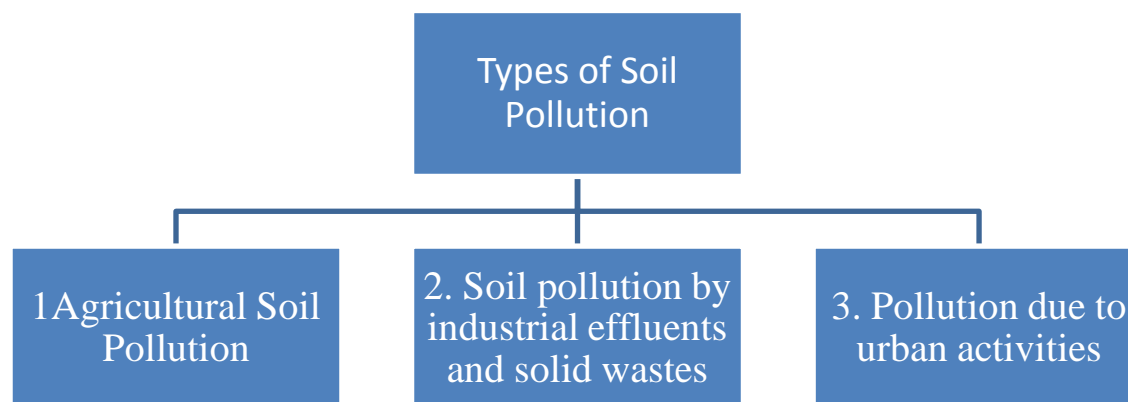 Types of Soil
Pollution
1Agricultural Soil
Pollution
2. Soil pollution by
industrial effluents
and solid wastes
3. Pollution due to
urban activities